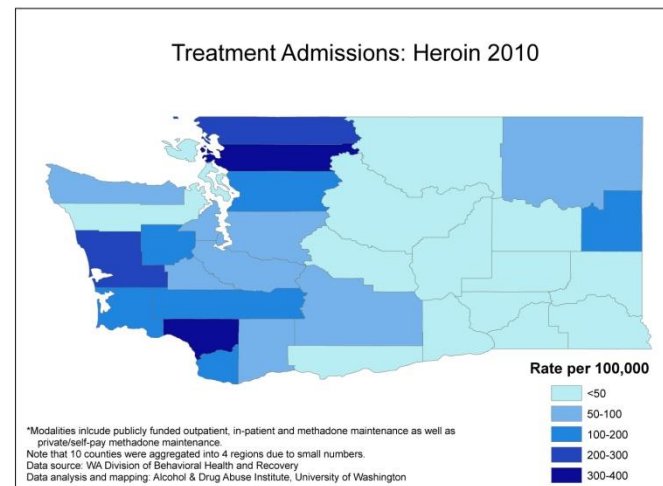 Treatment Admissions: Heroin 2010
Rate per 100,000
<50
50-100
100-200
200-300
300-400
*Modalities inlcude publicly funded outpatient, in-patient and methadone maintenance as well as
private/self-pay methadone maintenance.
Note that 10 counties were aggregated into 4 regions due to small numbers.
Data source: WA Division of Behavioral Health and Recovery
Data analysis and mapping: Alcohol & Drug Abuse Institute, University of Washington